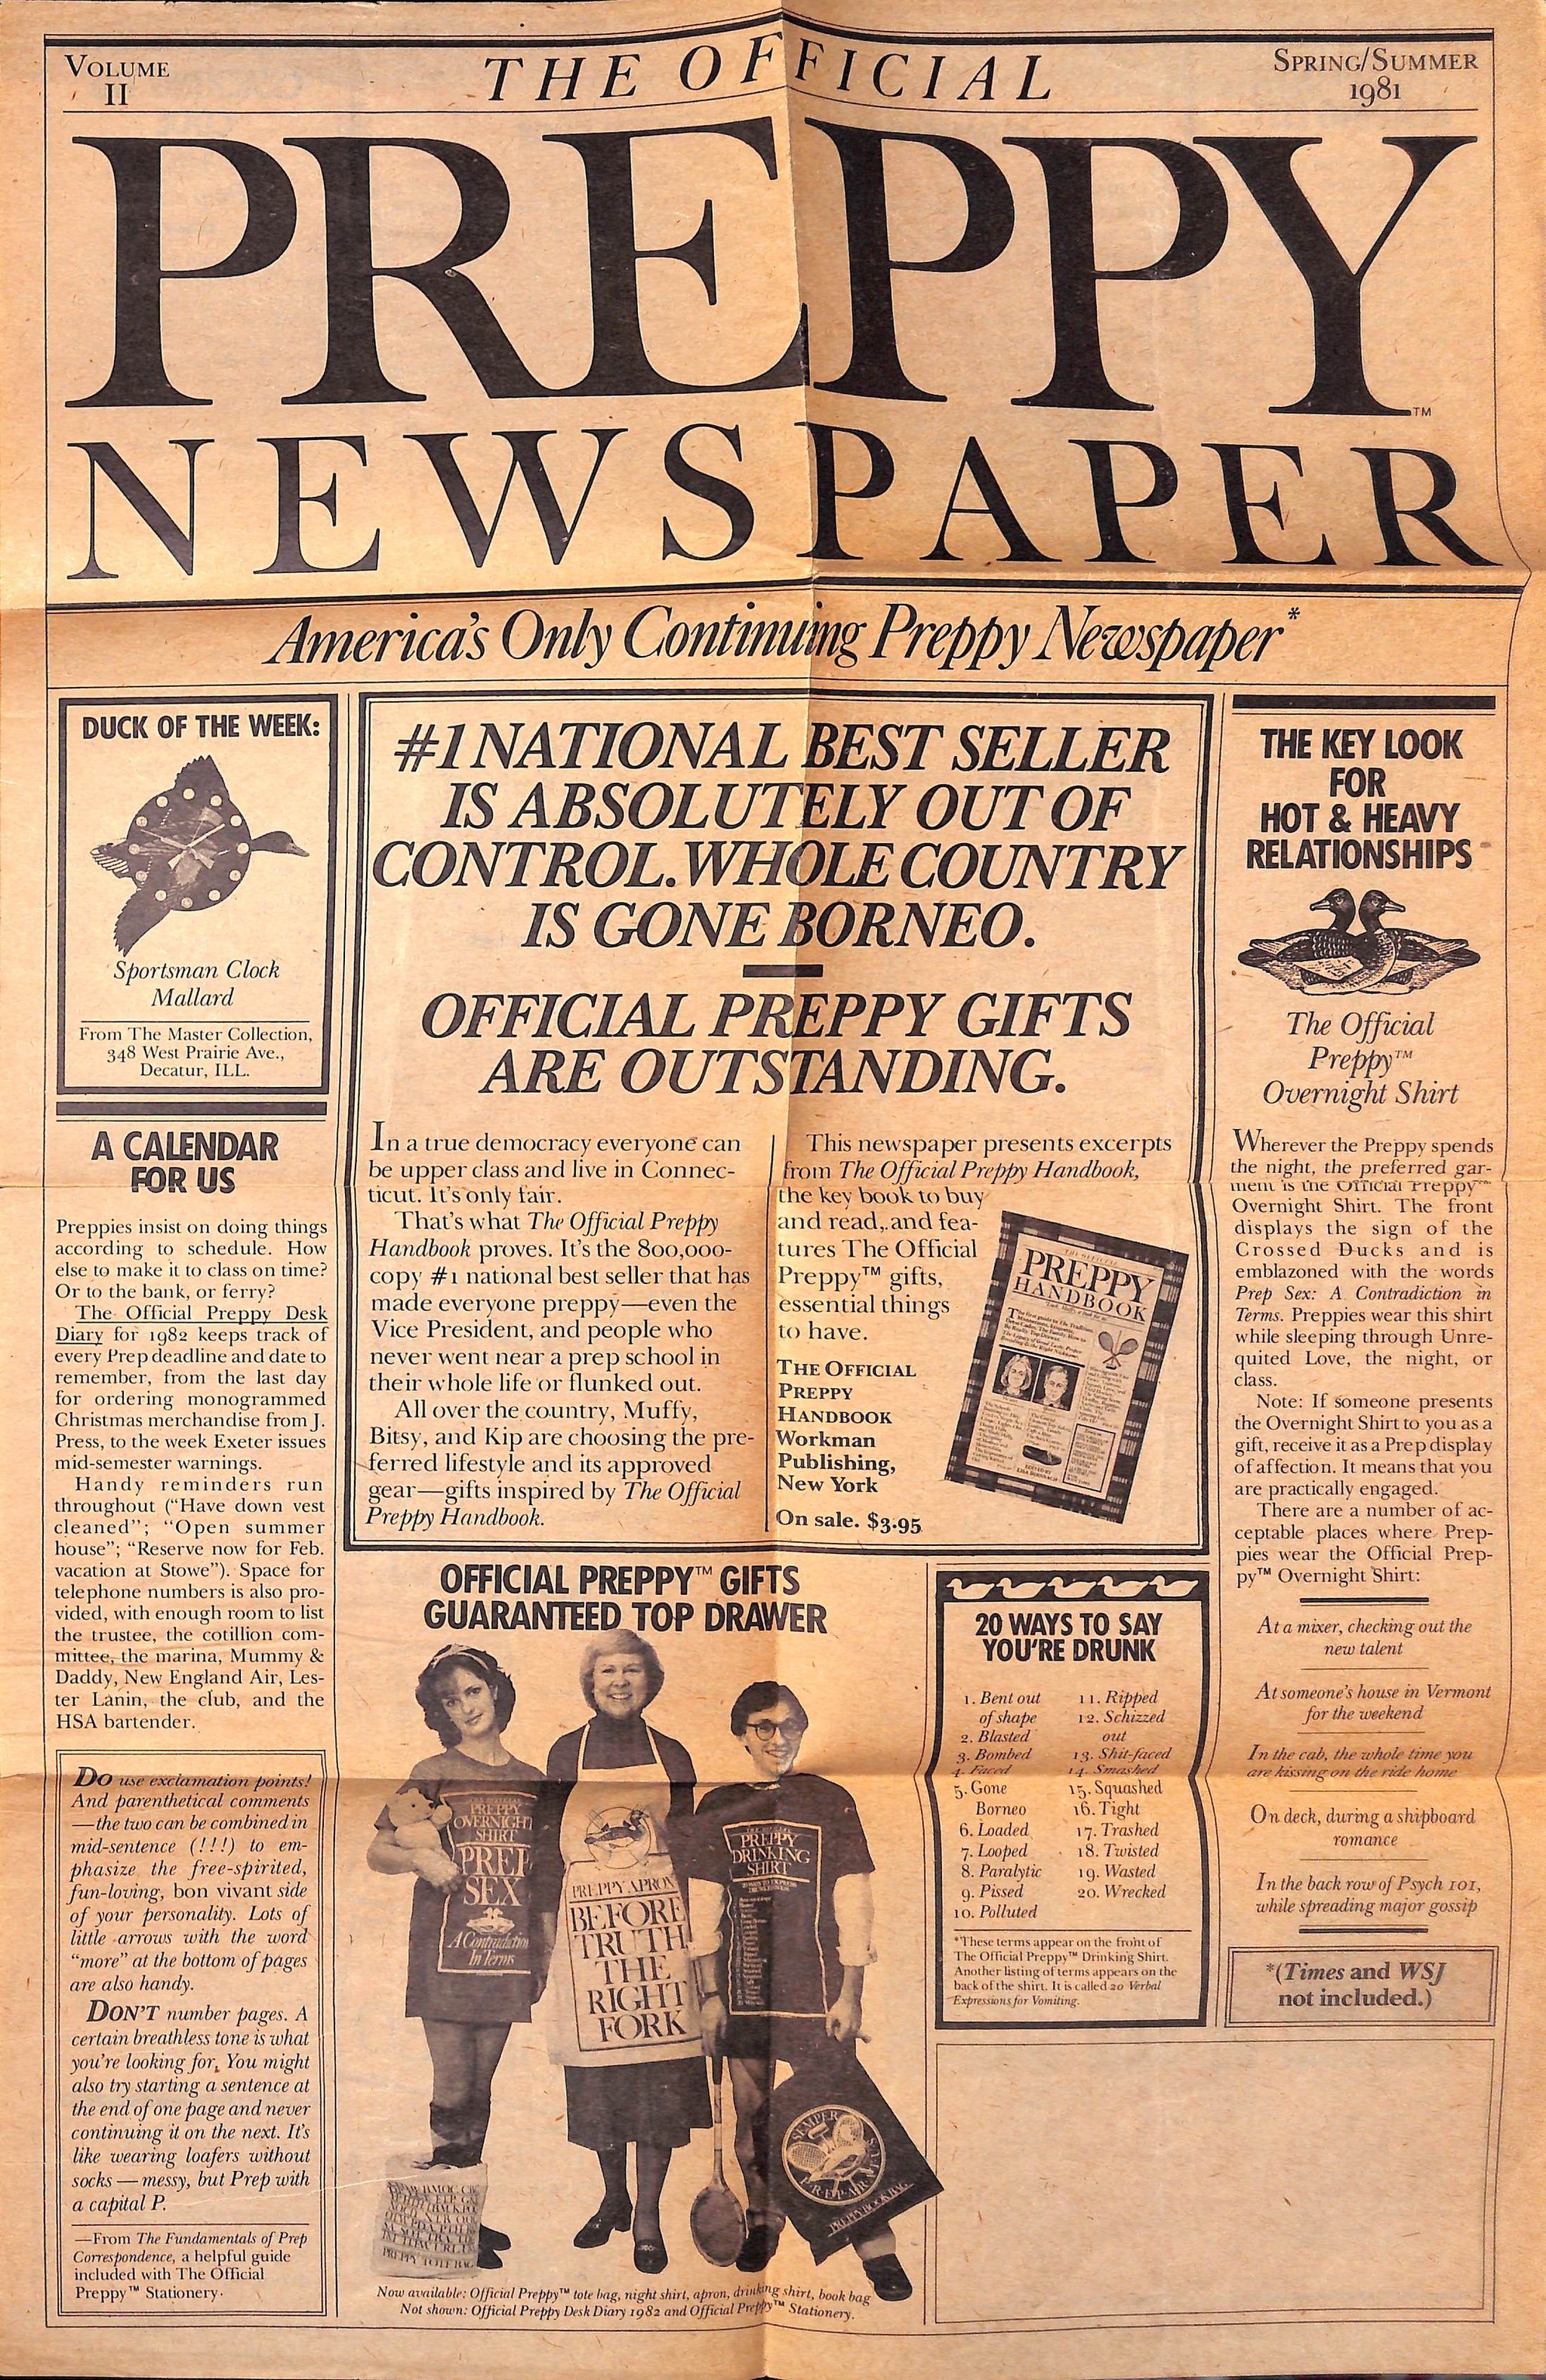 VOLUME
II
THE OFFICIAL
SPRING/SUMMER
1981
PREPPY™
NEWSPAPER
America's Only Continuing Preppy Newspaper*
DUCK OF THE WEEK:
Sportsman Clock
Mallard
From The Master Collection,
348 West Prairie Ave.,
Decatur, ILL.
A CALENDAR
FOR US
Preppies insist on doing things
according to schedule. How
else to make it to class on time?
Or to the bank, or ferry?
The Official Preppy Desk
Diary for 1982 keeps track of
every Prep deadline and date to
remember, from the last day
for ordering monogrammed
Christmas merchandise from J.
Press, to the week Exeter issues
mid-semester warnings.
Handy reminders run
throughout ("Have down vest
cleaned"; "Open summer
house"; "Reserve now for Feb.
vacation at Stowe"). Space for
telephone numbers is also pro-
vided, with enough room to list
the trustee, the cotillion com-
mittee, the marina, Mummy &
Daddy, New England Air, Les-
ter Lanin, the club, and the
HSA bartender.
DO use exclamation points!
And parenthetical comments
—the two can be combined in
mid-sentence (!!!) to em-
phasize the free-spirited,
fun-loving, bon vivant side
of your personality. Lots of
little arrows with the word
"more" at the bottom of pages
are also handy.
DON'T number pages. A
certain breathless tone is what
you're looking for. You might
also try starting a sentence at
the end of one page and never
continuing it on the next. It's
like wearing loafers without
socks — messy, but Prep with
a capital P.
—From The Fundamentals of Prep
Correspondence, a helpful guide
included with The Official
Preppy™ Stationery.
#1 NATIONAL BEST SELLER
IS ABSOLUTELY OUT OF
CONTROL. WHOLE COUNTRY
IS GONE BORNEO.
OFFICIAL PREPPY GIFTS
ARE OUTSTANDING.
In a true democracy everyone can
be upper class and live in Connec-
ticut. It's only fair.
That's what The Official Preppy
Handbook proves. It's the 800,000-
copy #1 national best seller that has
made everyone preppy—even the
Vice President, and people who
never went near a prep school in
their whole life or flunked out.
All over the country, Muffy,
Bitsy, and Kip are choosing the pre-
ferred lifestyle and its approved
gear—gifts inspired by The Official
Preppy Handbook.
This newspaper presents excerpts
from The Official Preppy Handbook,
the key book to buy
and read, and fea-
tures The Official
Preppy™ gifts,
essential things
to have.
THE OFFICIAL
PREPPY
HANDBOOK
Workman
Publishing,
New York
On sale. $3.95
THE OFFICIAL
PREPPY
HANDBOOK
EDITED BY
LISA BIRNBACH
OFFICIAL PREPPY™ GIFTS
GUARANTEED TOP DRAWER
THE OFFICIAL
PREPPY
OVERNIGHT
SHIRT
PREP
SEX
A Contradiction
In Terms
PREPPY APRON
BEFORE
TRUTH
THE
RIGHT
FORK
THE OFFICIAL
PREPPY
DRINKING
SHIRT
SEMPER
PREPARAMUS
PREPPY BOOK BAG
PREPPY TOTE BAG
Now available: Official Preppy™ tote bag, night shirt, apron, drinking shirt, book bag
Not shown: Official Preppy Desk Diary 1982 and Official Preppy™ Stationery.
20 WAYS TO SAY
YOU'RE DRUNK
1. Bent out
of shape
2. Blasted
3. Bombed
4. Faced
5. Gone
Borneo
6. Loaded
7. Looped
8. Paralytic
9. Pissed
10. Polluted
11. Ripped
12. Schizzed
out
13. Shit-faced
14. Smashed
15. Squashed
16. Tight
17. Trashed
18. Twisted
19. Wasted
20. Wrecked
*These terms appear on the front of
The Official Preppy™ Drinking Shirt.
Another listing of terms appears on the
back of the shirt. It is called 20 Verbal
Expressions for Vomiting.
THE KEY LOOK
FOR
HOT & HEAVY
RELATIONSHIPS
The Official
Preppy™
Overnight Shirt
Wherever the Preppy spends
the night, the preferred gar-
ment is the Official Preppy™
Overnight Shirt. The front
displays the sign of the
Crossed Ducks and is
emblazoned with the words
Prep Sex: A Contradiction in
Terms. Preppies wear this shirt
while sleeping through Unre-
quited Love, the night, or
class.
Note: If someone presents
the Overnight Shirt to you as a
gift, receive it as a Prep display
of affection. It means that you
are practically engaged.
There are a number of ac-
ceptable places where Prep-
pies wear the Official Prep-
py™ Overnight Shirt:
At a mixer, checking out the
new talent
At someone's house in Vermont
for the weekend
In the cab, the whole time you
are kissing on the ride home
On deck, during a shipboard
romance
In the back row of Psych 101,
while spreading major gossip
*(Times and WSJ
not included.)